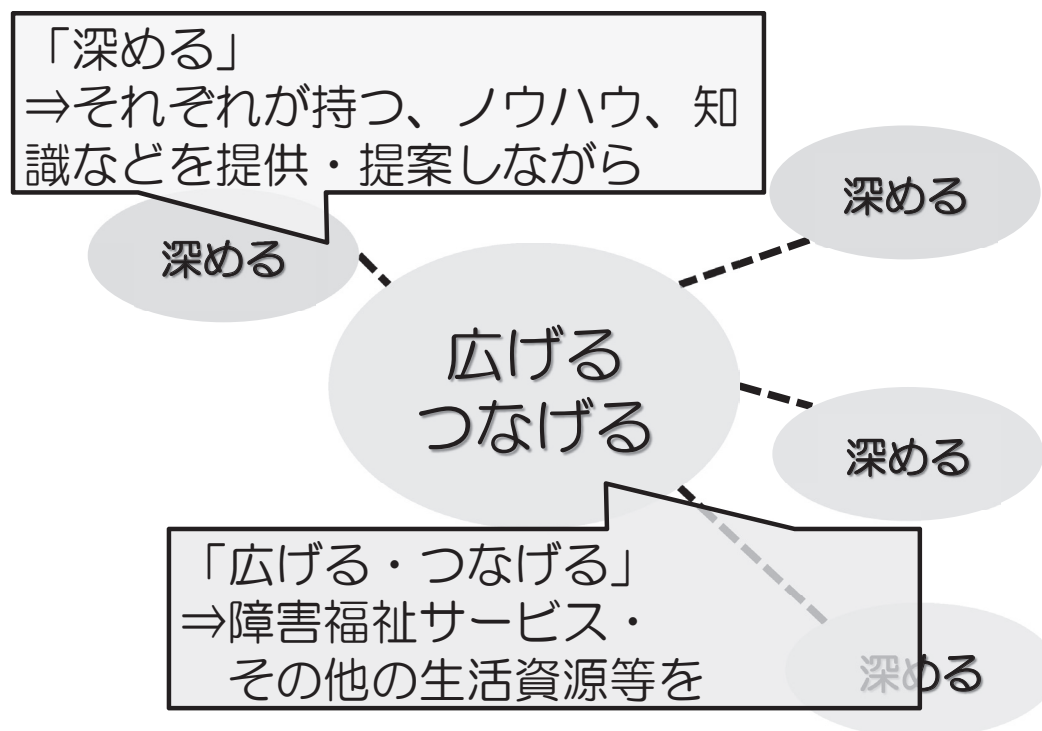 「深める」
⇒それぞれが持つ、ノウハウ、知
識などを提供・提案しながら
深める
深める
広げる
つなげる
深める
「広げる・つなげる」
⇒障害福祉サービス・
その他の生活資源等を
深める